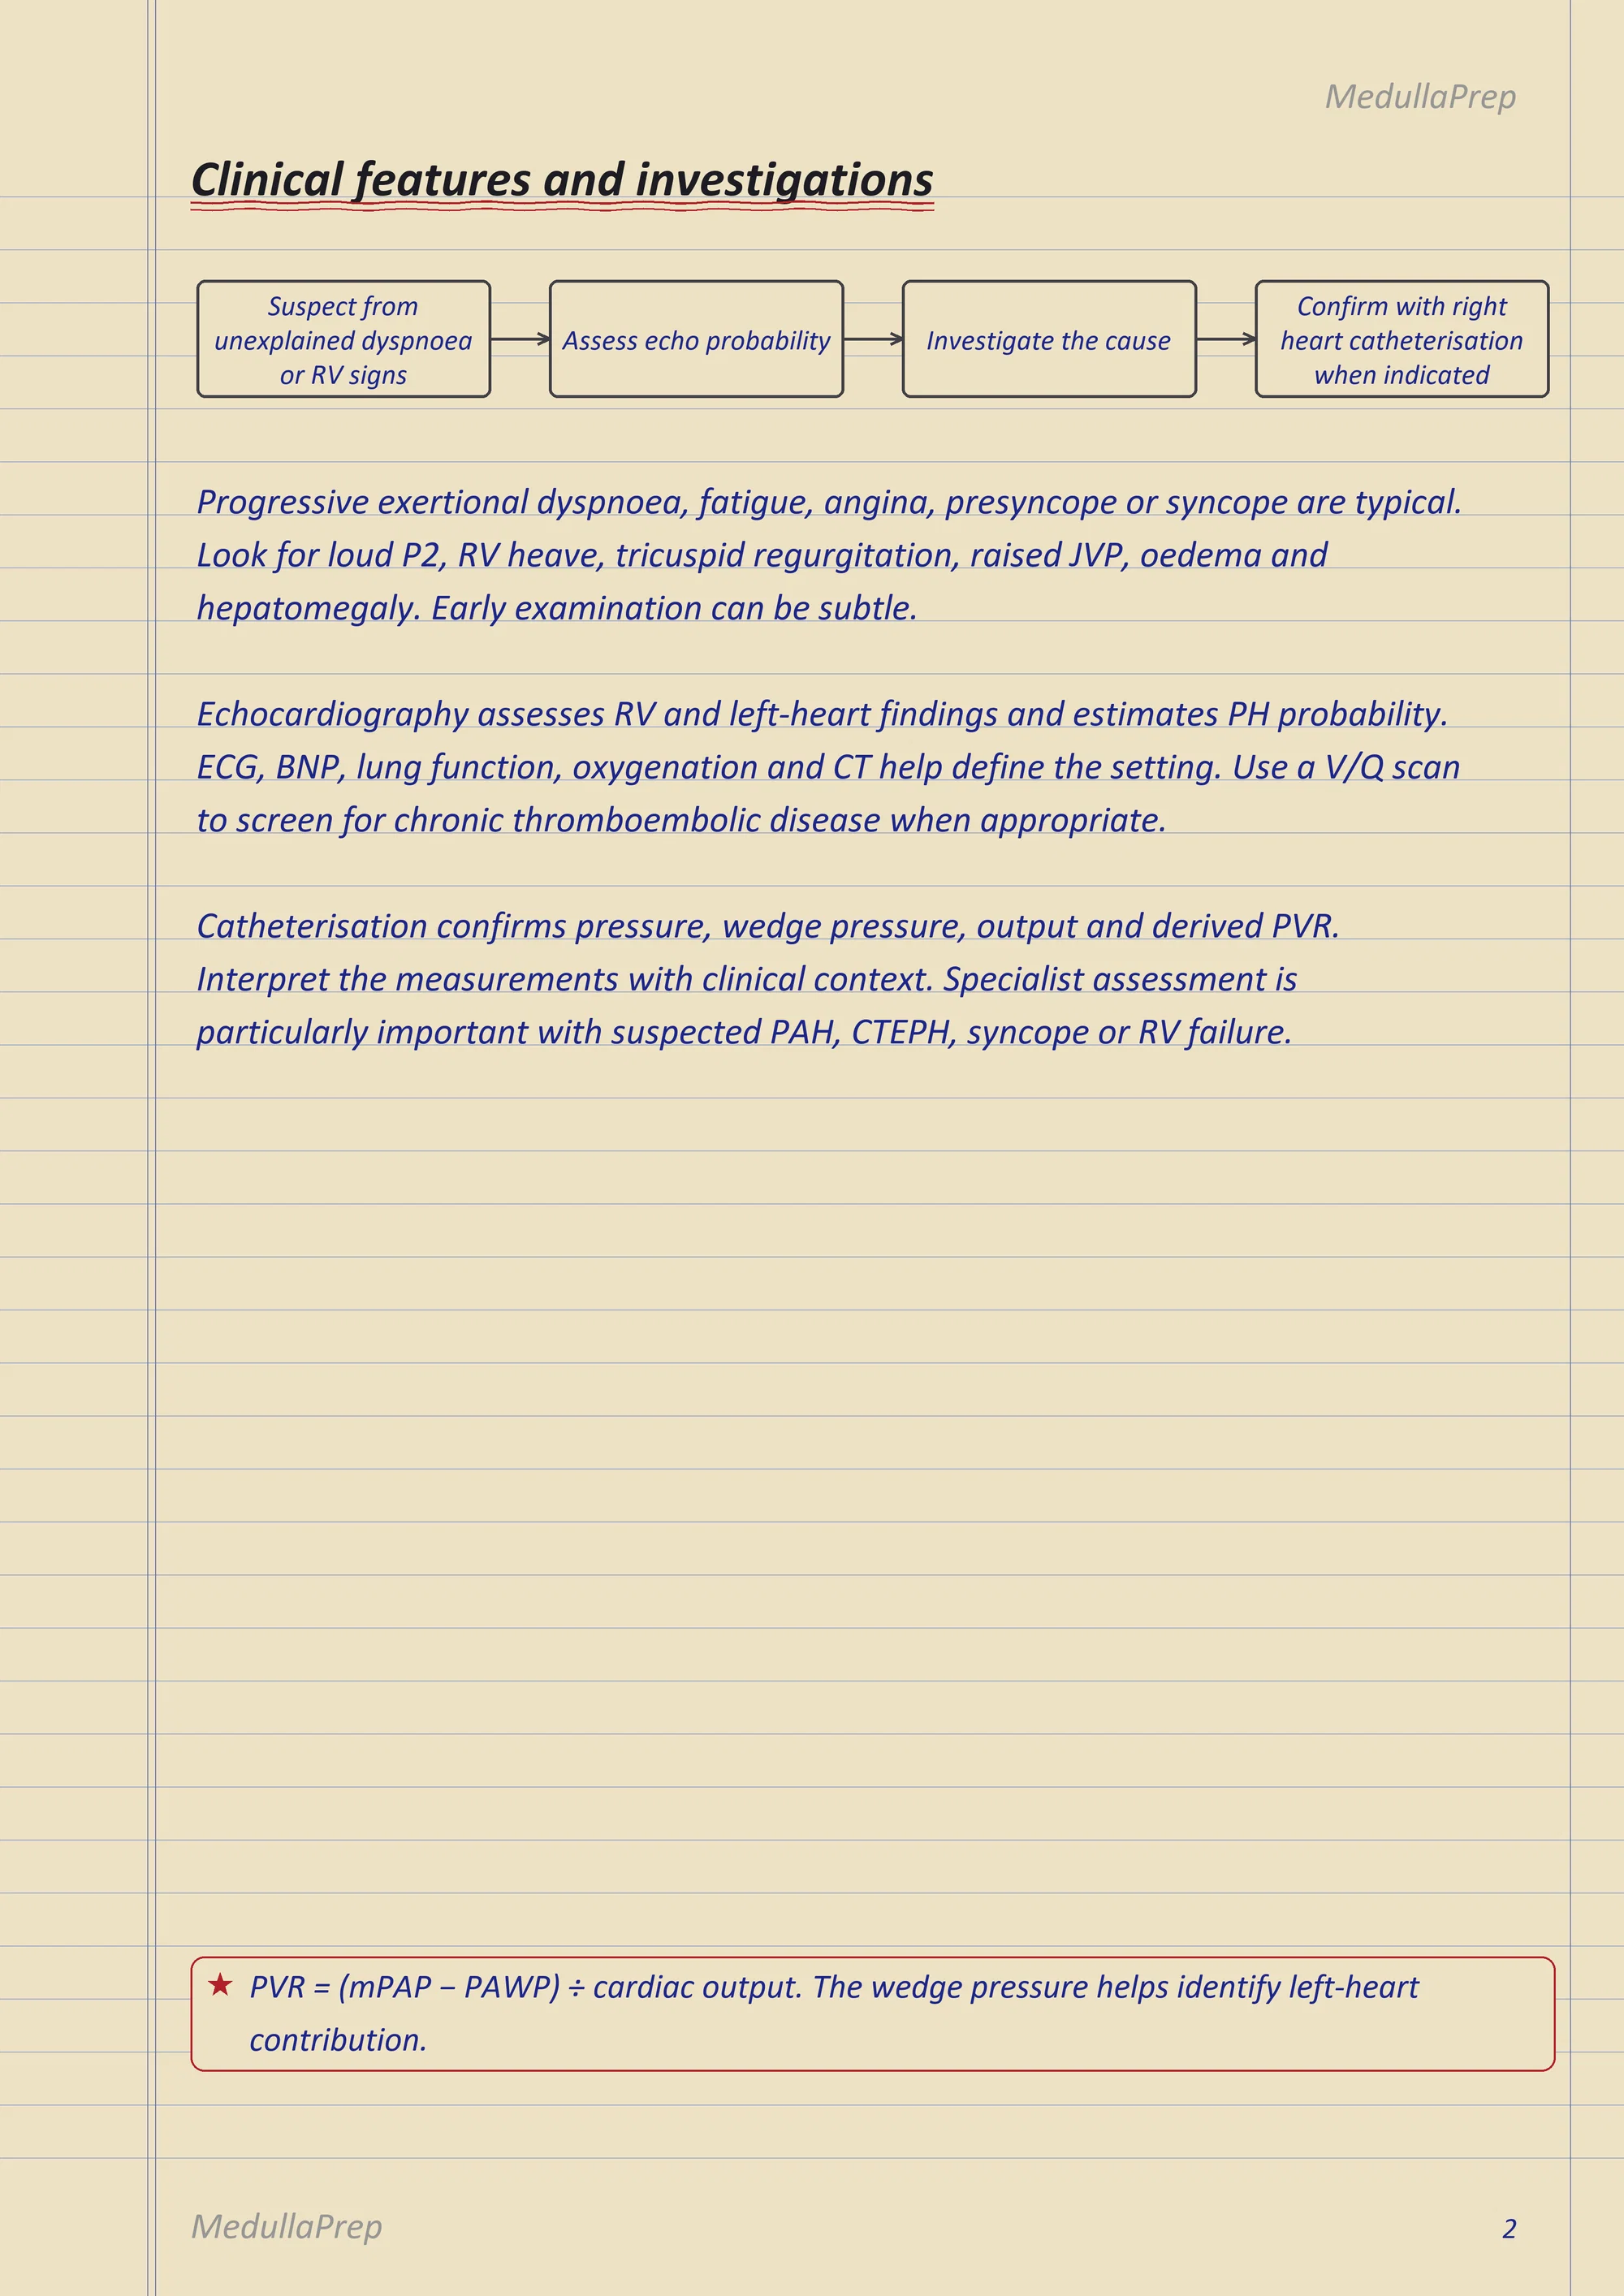 MedullaPrep
Clinical features and investigations
Suspect from
unexplained dyspnoea
or RV signs
Assess echo probability
Investigate the cause
Confirm with right
heart catheterisation
when indicated
Progressive exertional dyspnoea, fatigue, angina, presyncope or syncope are typical.
Look for loud P2, RV heave, tricuspid regurgitation, raised JVP, oedema and
hepatomegaly. Early examination can be subtle.
Echocardiography assesses RV and left-heart findings and estimates PH probability.
ECG, BNP, lung function, oxygenation and CT help define the setting. Use a V/Q scan
to screen for chronic thromboembolic disease when appropriate.
Catheterisation confirms pressure, wedge pressure, output and derived PVR.
Interpret the measurements with clinical context. Specialist assessment is
particularly important with suspected PAH, CTEPH, syncope or RV failure.
★ PVR = (mPAP − PAWP) ÷ cardiac output. The wedge pressure helps identify left-heart
contribution.
MedullaPrep
2